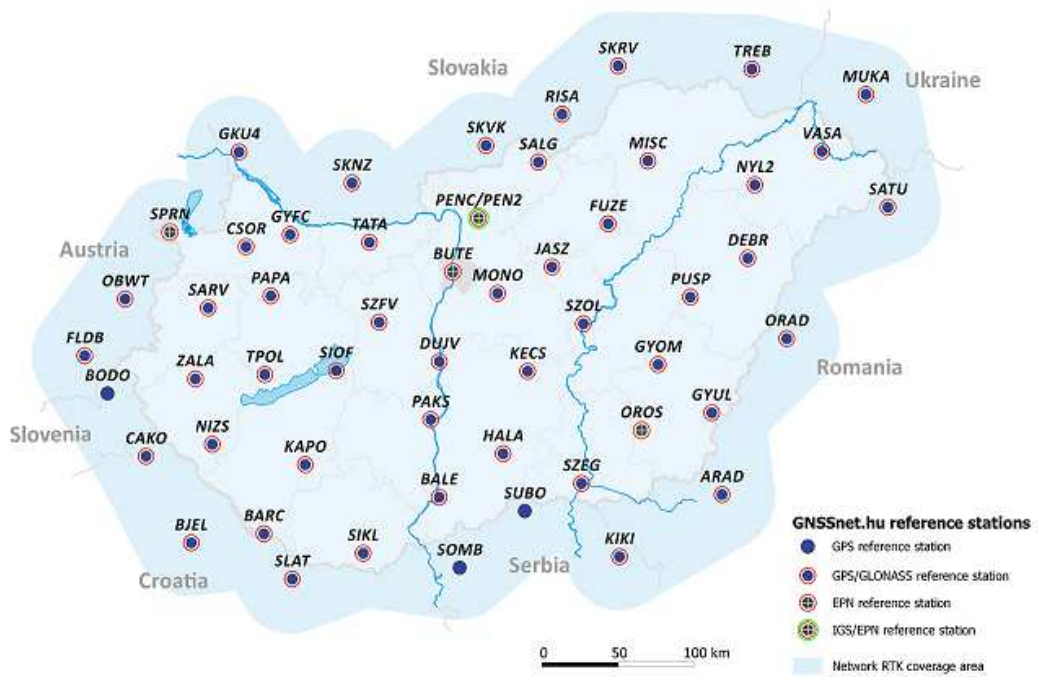 SKRV
TREB
Slovakia
MUKA
Ukraine
RISA
GKU4
SKVK
SALG
MISC
VASA
SKNZ
NYL2
PENC/PEN2
SATU
SPRN
CSOR
GYFC
TATA
FUZE
Austria
BUTE
JASZ
DEBR
OBWT
SARV
PAPA
MONO
PUSP
SZFV
SZOL
ORAD
FLDB
ZALA
TPOL
SIOF
DUJV
KECS
GYOM
Romania
BODO
PAKS
OROS
GYUL
Slovenia
CAKO
NIZS
KAPO
HALA
BALE
SUBO
SZEG
ARAD
BJEL
BARC
SIKL
SOMB
Serbia
KIKI
Croatia
SLAT
GNSSnet.hu reference stations
GPS reference station
GPS/GLONASS reference station
EPN reference station
IGS/EPN reference station
Network RTK coverage area
0 50 100 km